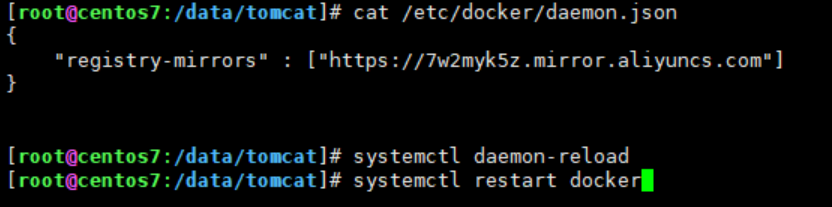 [root@centos7:/data/tomcat]# cat /etc/docker/daemon.json
{
    "registry-mirrors" : ["https://7w2myk5z.mirror.aliyuncs.com"]
}
[root@centos7:/data/tomcat]# systemctl daemon-reload
[root@centos7:/data/tomcat]# systemctl restart docker